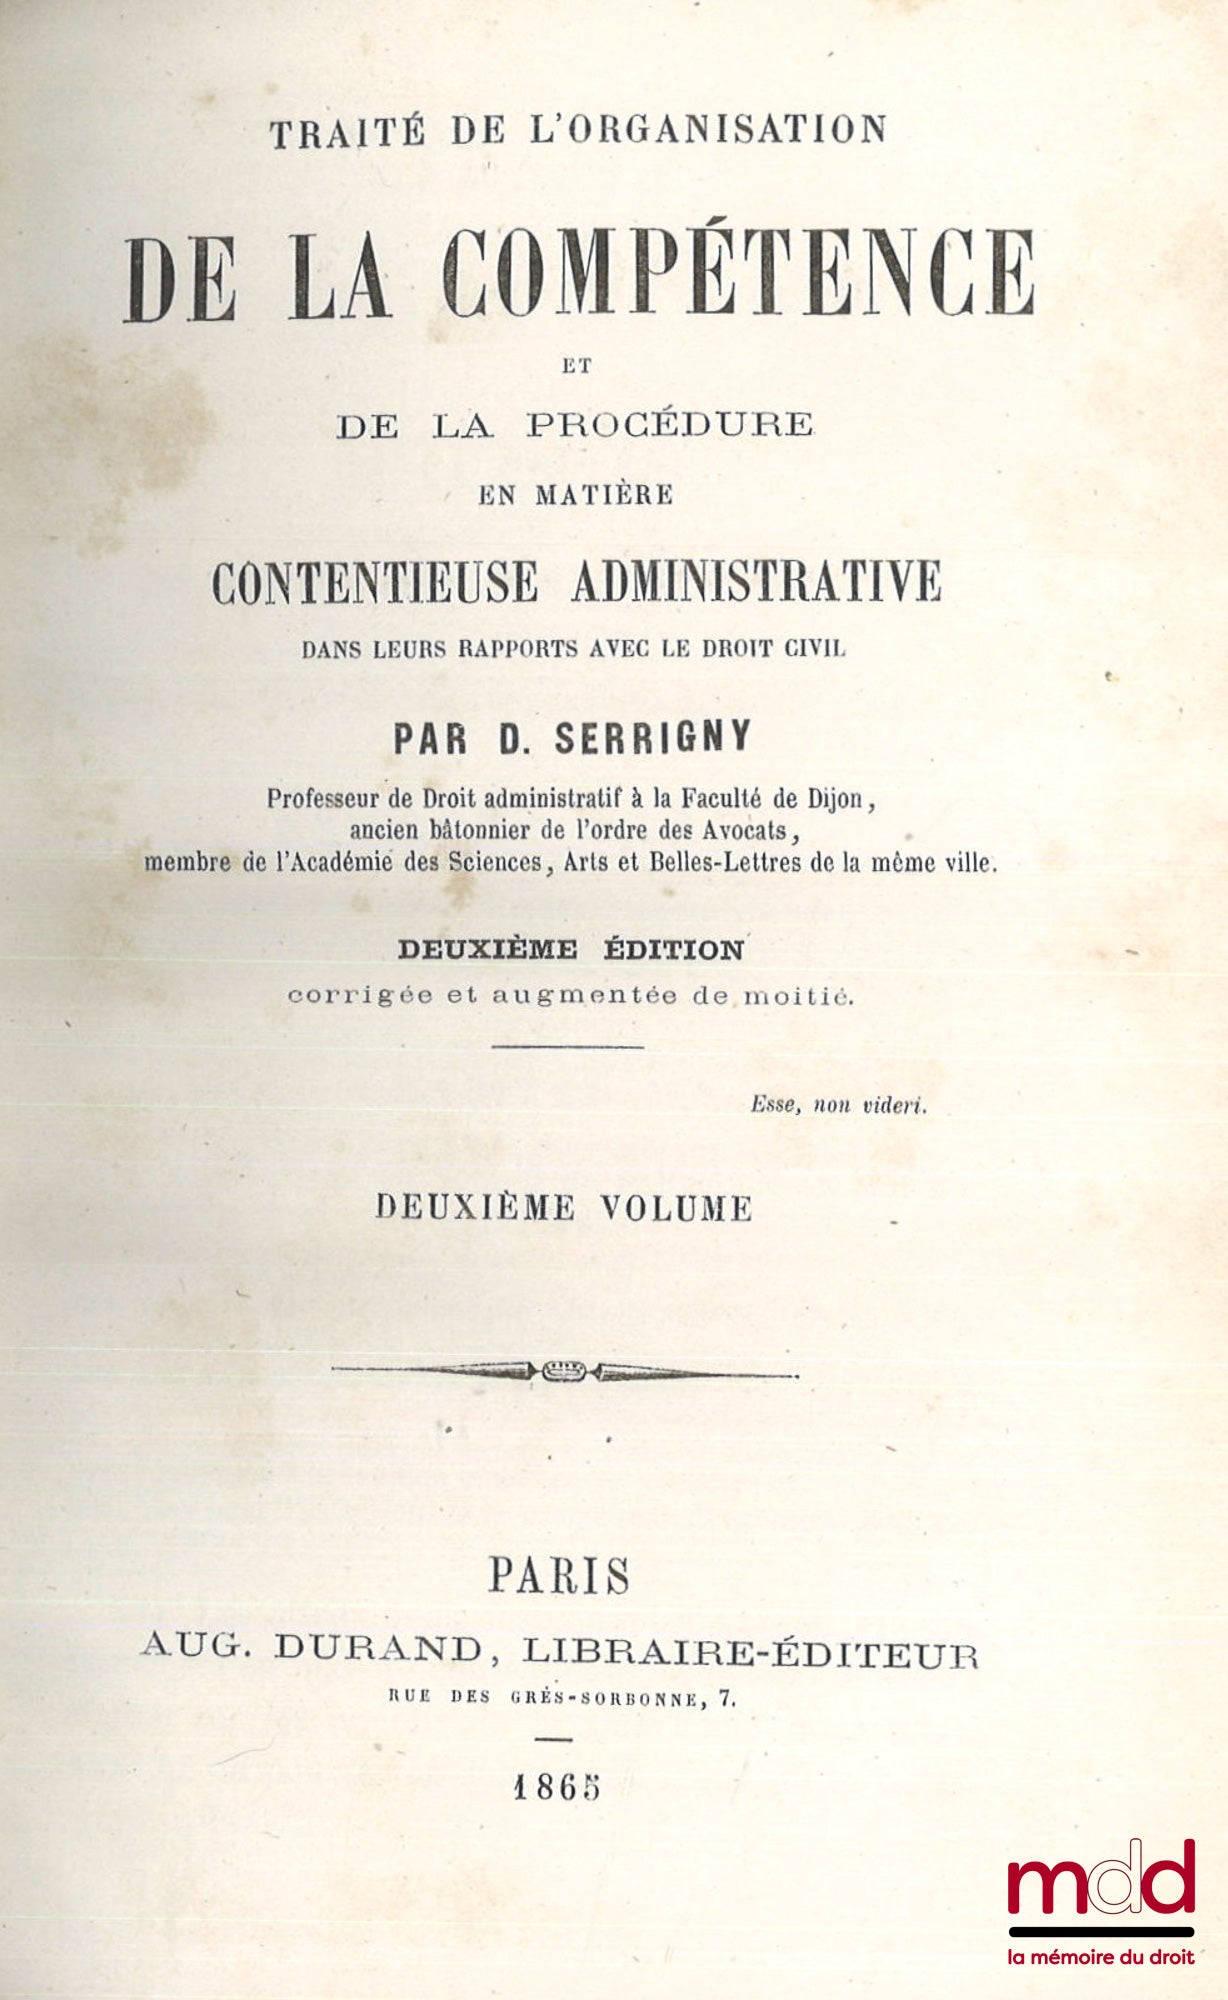 TRAITÉ DE L'ORGANISATION
DE LA COMPÉTENCE
ET
DE LA PROCÉDURE
EN MATIÈRE
CONTENTIEUSE ADMINISTRATIVE
DANS LEURS RAPPORTS AVEC LE DROIT CIVIL
PAR D. SERRIGNY
Professeur de Droit administratif à la Faculté de Dijon,
ancien bâtonnier de l'ordre des Avocats,
membre de l'Académie des Sciences, Arts et Belles-Lettres de la même ville.
DEUXIÈME ÉDITION
corrigée et augmentée de moitié.
Esse, non videri.
DEUXIÈME VOLUME
PARIS
AUG. DURAND, LIBRAIRE-ÉDITEUR
RUE DES GRÈS-SORBONNE, 7.
1865
mdd
la mémoire du droit